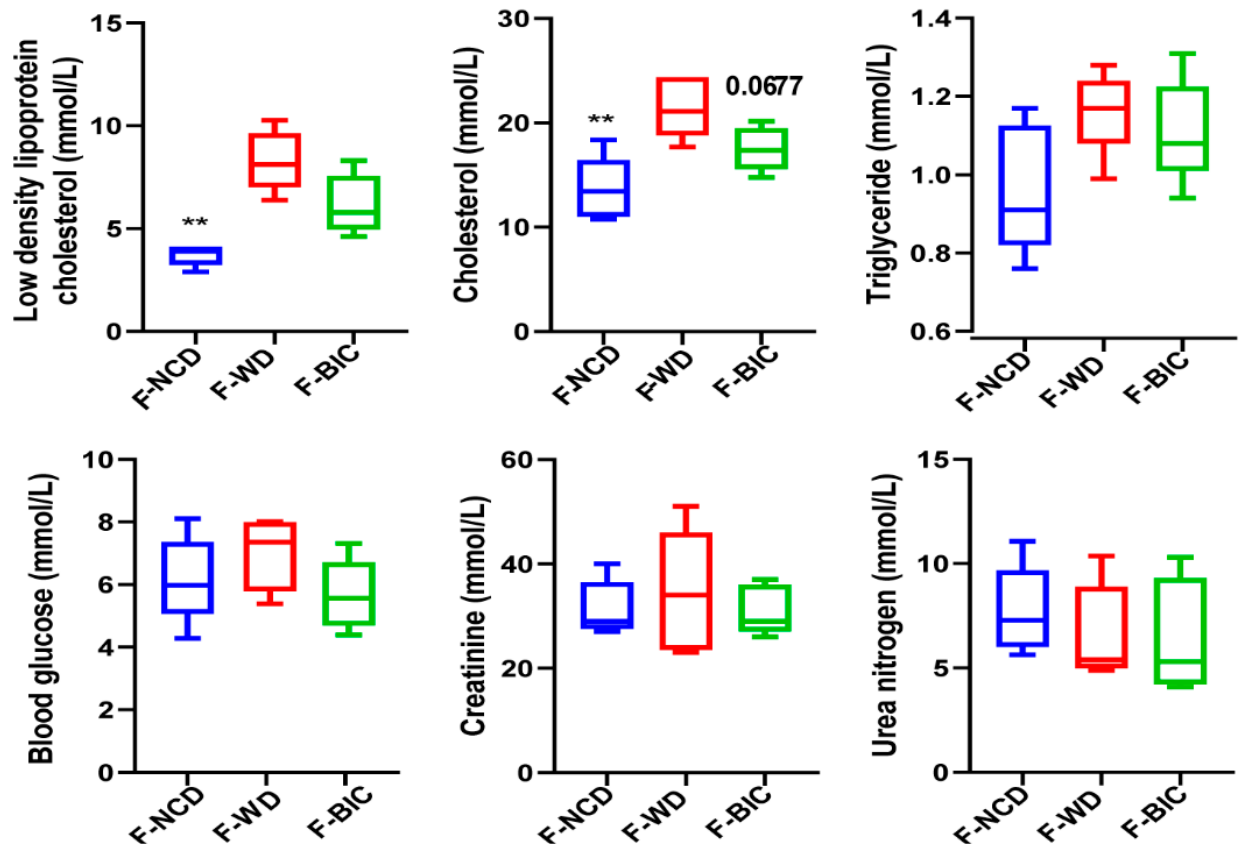 Low density lipoprotein
cholesterol (mmol/L)
15
10
5
0
**
F-NCD
F-WD
F-BIC
Cholesterol (mmol/L)
30
20
10
0
**
0.0677
F-NCD
F-WD
F-BIC
Triglyceride (mmol/L)
1.4
1.2
1.0
0.8
0.6
F-NCD
F-WD
F-BIC
Blood glucose (mmol/L)
10
8
6
4
2
0
F-NCD
F-WD
F-BIC
Creatinine (mmol/L)
60
40
20
0
F-NCD
F-WD
F-BIC
Urea nitrogen (mmol/L)
15
10
5
0
F-NCD
F-WD
F-BIC